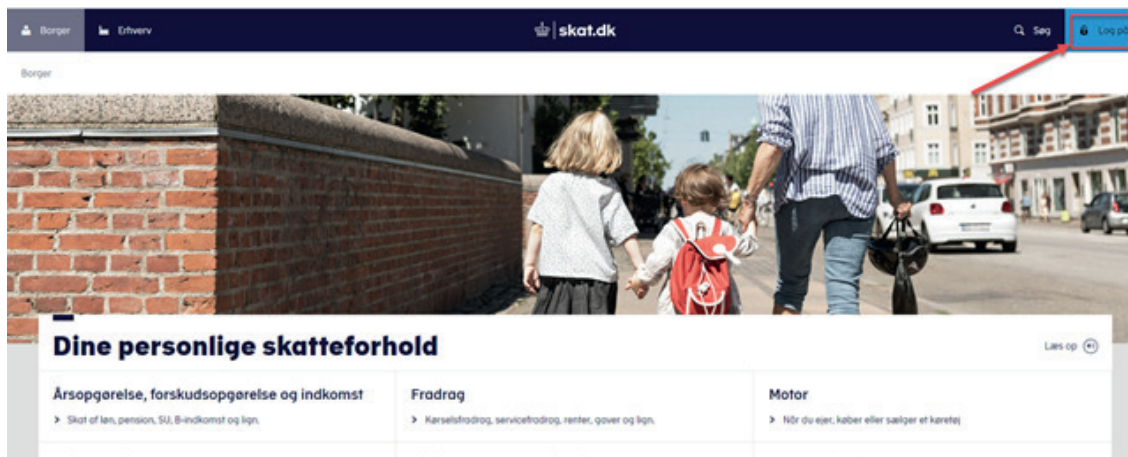 Borger
Erhverv
skat.dk
Søg
Log på
Borger
Dine personlige skatteforhold
Læs op
Årsopgørelse, forskudsopgørelse og indkomst
Skat af løn, pension, SU, B-indkomst og lign.
Fradrag
Kørselsfradrag, servicefradrag, renter, gaver og lign.
Motor
Når du ejer, køber eller sælger et køretøj